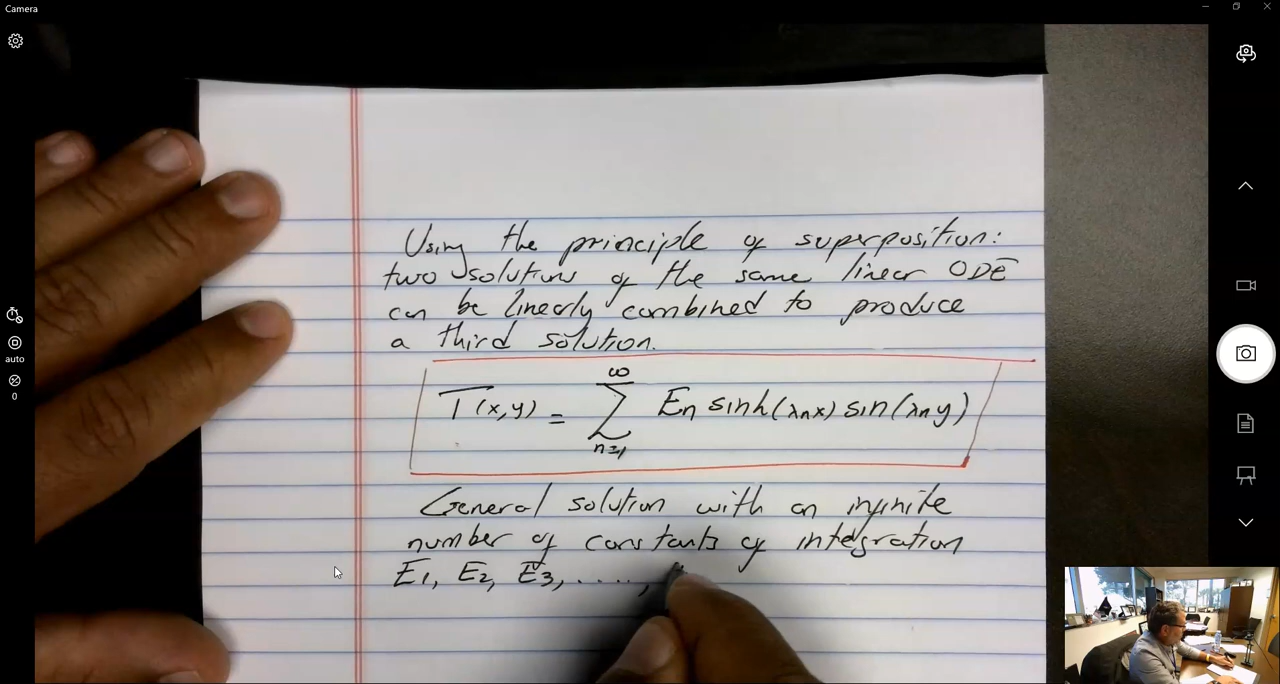 Camera
Using the principle of superposition:
two solutions of the same linear ODE
can be linearly combined to produce
a third solution.
T(x,y) = ∞ Σ n=1 En sinh(λnx) sin(λny)
General solution with an infinite
number of constants of integration
E1, E2, E3, .....,
auto
0